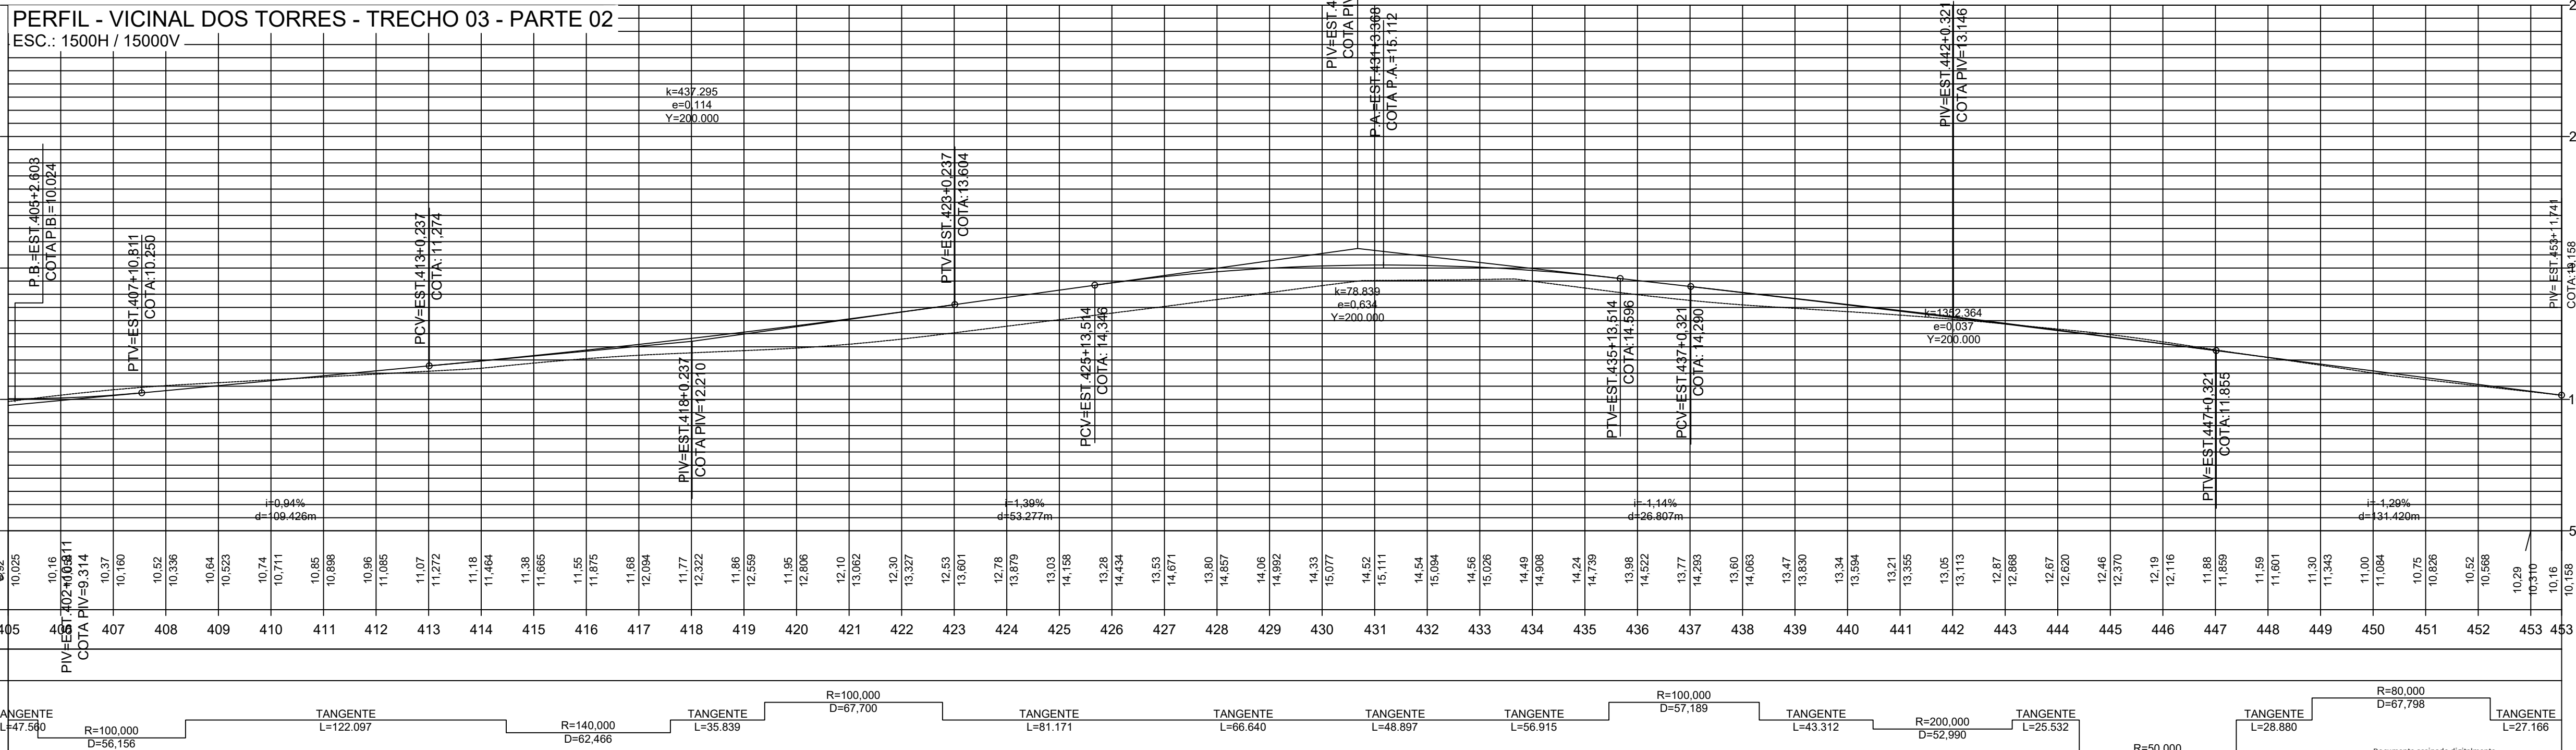 PERFIL - VICINAL DOS TORRES - TRECHO 03 - PARTE 02
ESC.: 1500H / 15000V
P.B.=EST.405+2.603
COTA P.B.=10.024
PTV=EST.407+10,811
COTA:10.250
PCV=EST.413+0,237
COTA: 11,274
k=437.295
e=0,114
Y=200.000
PIV=EST.418+0.237
COTA PIV=12.210
PTV=EST.423+0,237
COTA:13.604
PCV=EST.425+13,514
COTA: 14,346
PIV=EST.4
COTA PIV
P.A.=EST.431+3.368
COTA P.A.=15.112
k=78.839
e=0,634
Y=200.000
PTV=EST.435+13,514
COTA:14.596
PCV=EST.437+0,321
COTA: 14,290
PIV=EST.442+0.321
COTA PIV=13.146
k=1352,364
e=0,037
Y=200.000
PTV=EST.447+0,321
COTA:11.855
PIV= EST.453+11,741
i=0,94%
d=109.426m
i=1,39%
d=53.277m
i=-1,14%
d=26.807m
i=-1,29%
d=131.420m
10,025
10,16
10,37
10,160
10,52
10,336
10,64
10,523
10,74
10,711
10,85
10,898
10,96
11,085
11,07
11,272
11,18
11,464
11,38
11,665
11,55
11,875
11,68
12,094
11,77
12,322
11,86
12,559
11,95
12,806
12,10
13,062
12,30
13,327
12,53
13,601
12,78
13,879
13,03
14,158
13,28
14,434
13,53
14,671
13,80
14,857
14,06
14,992
14,33
15,077
14,52
15,111
14,54
15,094
14,56
15,026
14,49
14,908
14,24
14,739
13,98
14,522
13,77
14,293
13,60
14,063
13,47
13,830
13,34
13,594
13,21
13,355
13,05
13,113
12,87
12,868
12,67
12,620
12,46
12,370
12,19
12,116
11,88
11,859
11,59
11,601
11,30
11,343
11,00
11,084
10,75
10,826
10,52
10,568
10,29
10,310
10,16
10,158
PIV=EST.402+10.811
COTA PIV=9.314
405 406 407 408 409 410 411 412 413 414 415 416 417 418 419 420 421 422 423 424 425 426 427 428 429 430 431 432 433 434 435 436 437 438 439 440 441 442 443 444 445 446 447 448 449 450 451 452 453 453
ANGENTE
L=47.560
R=100,000
D=56,156
TANGENTE
L=122.097
R=140,000
D=62,466
TANGENTE
L=35.839
R=100,000
D=67,700
TANGENTE
L=81.171
TANGENTE
L=66.640
TANGENTE
L=48.897
TANGENTE
L=56.915
R=100,000
D=57,189
TANGENTE
L=43.312
R=200,000
D=52,990
TANGENTE
L=25.532
R=50,000
TANGENTE
L=28.880
R=80,000
D=67,798
TANGENTE
L=27.166